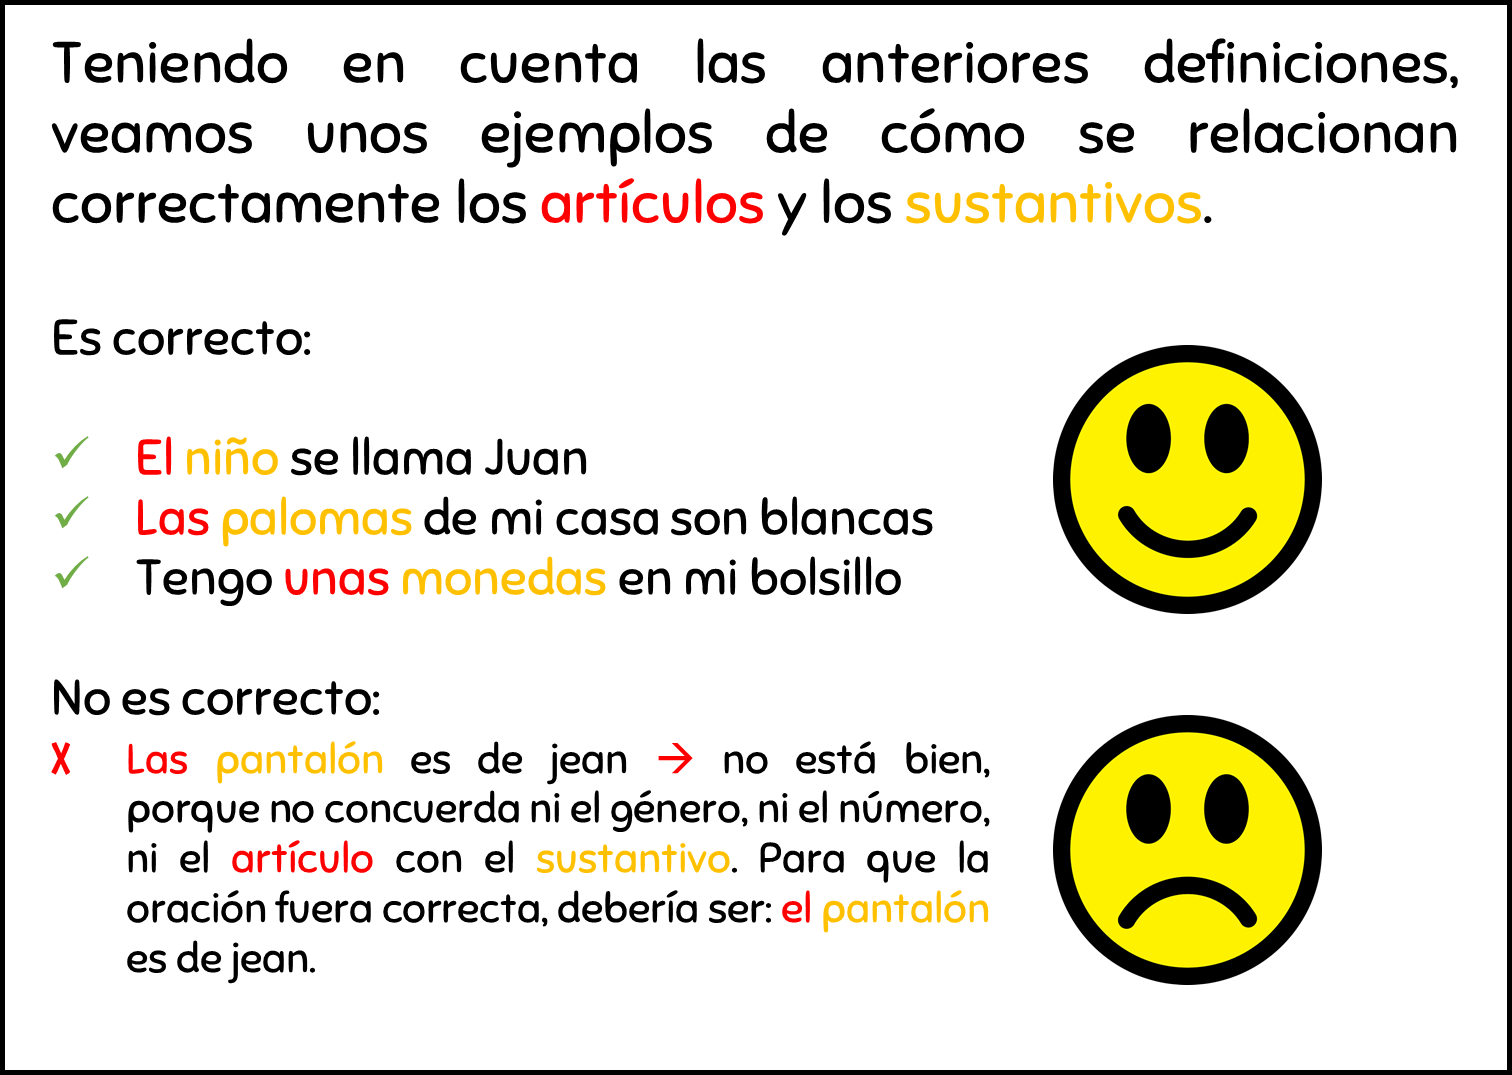 Teniendo en cuenta las anteriores definiciones,
veamos unos ejemplos de cómo se relacionan
correctamente los artículos y los sustantivos.
Es correcto:
✓ El niño se llama Juan
✓ Las palomas de mi casa son blancas
✓ Tengo unas monedas en mi bolsillo
No es correcto:
X Las pantalón es de jean → no está bien,
porque no concuerda ni el género, ni el número,
ni el artículo con el sustantivo. Para que la
oración fuera correcta, debería ser: el pantalón
es de jean.